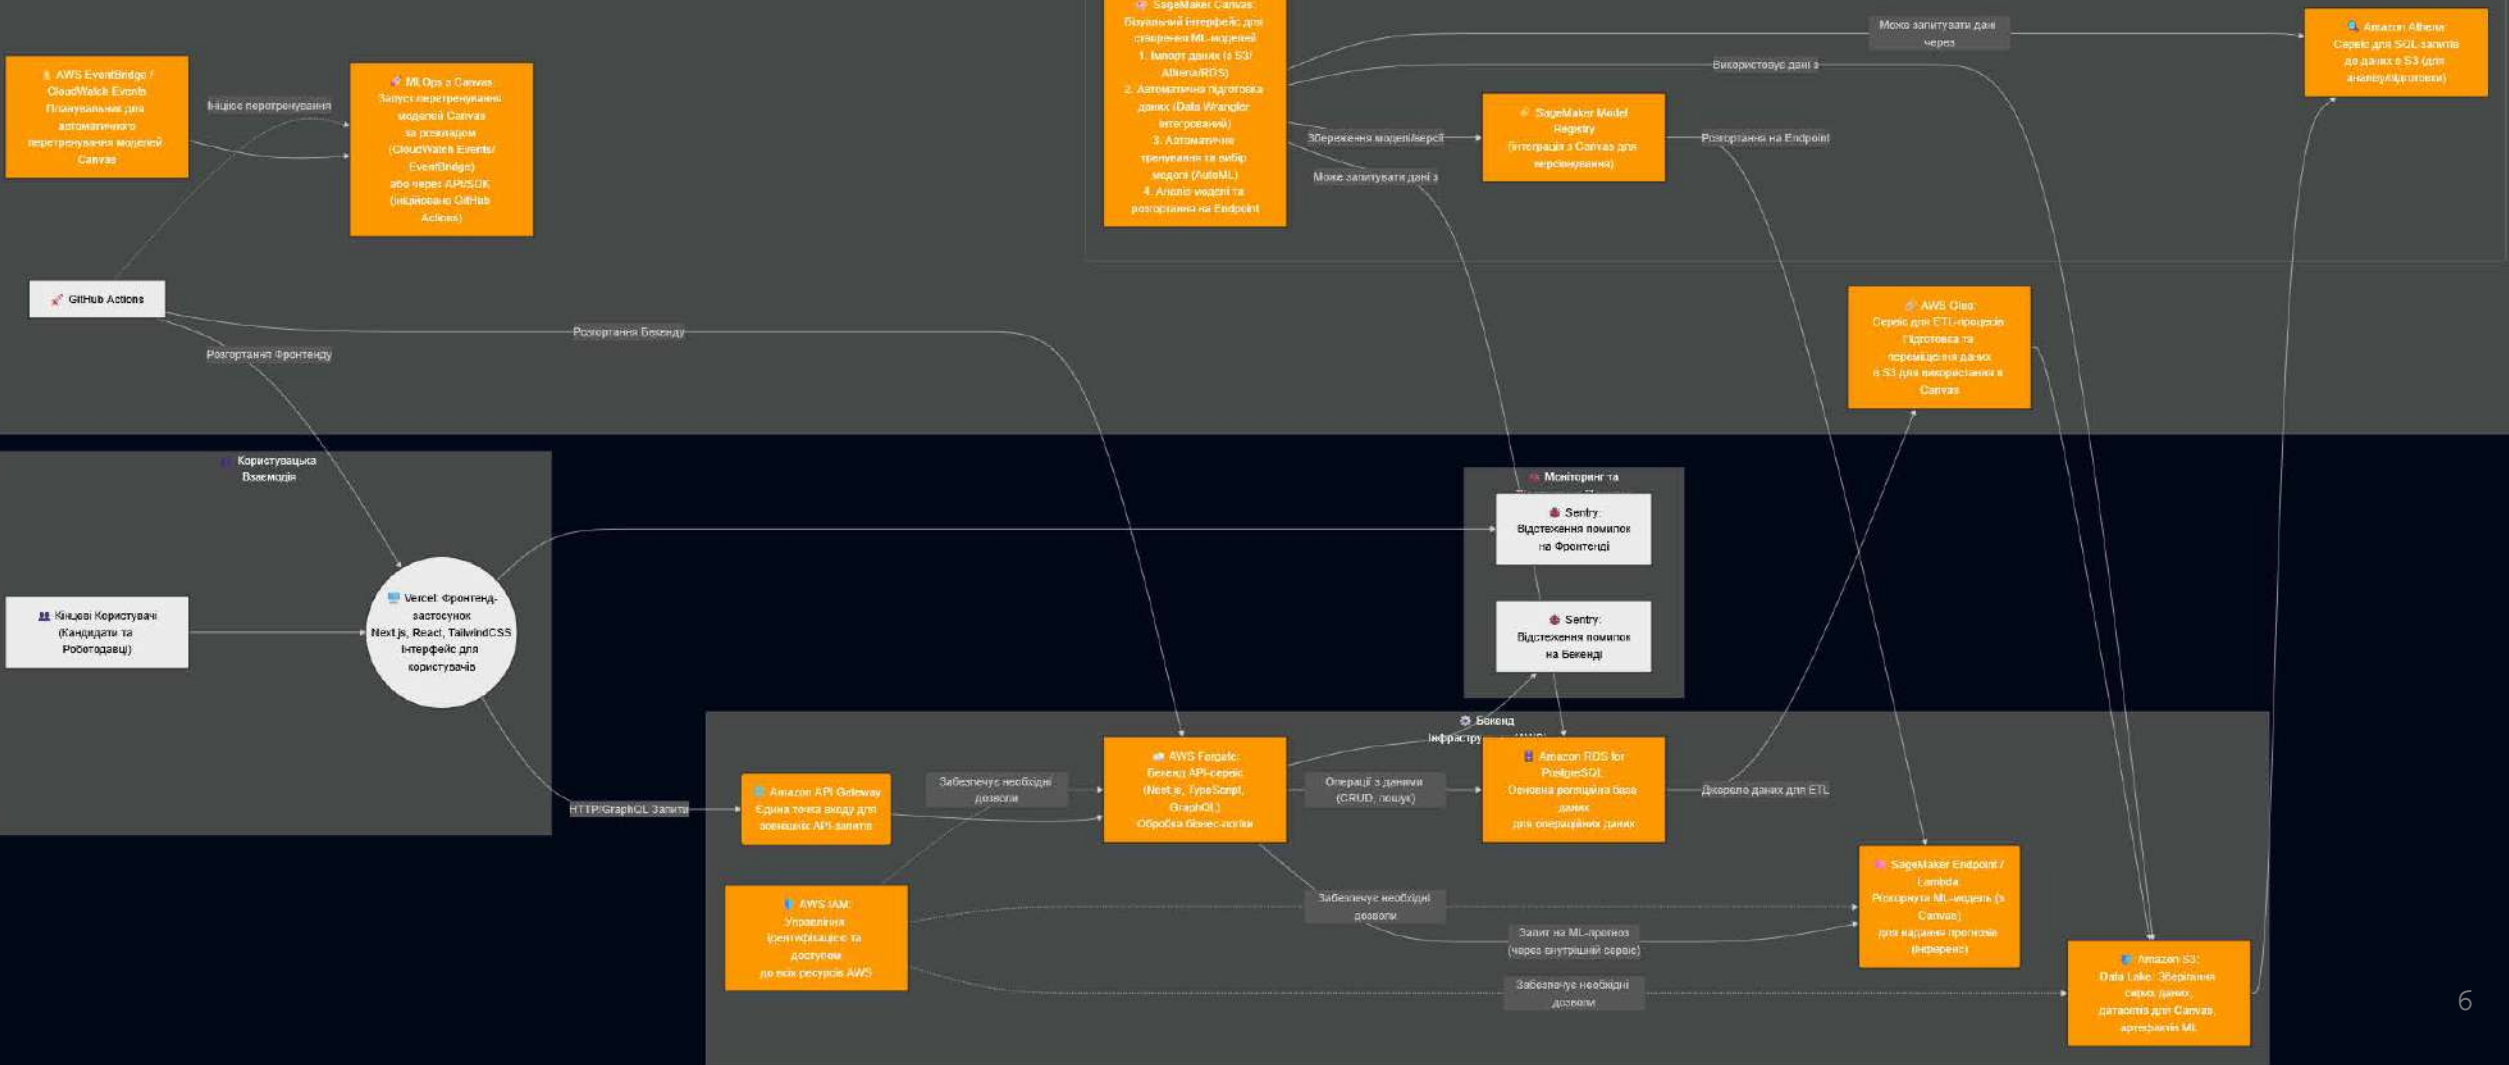 SageMaker Canvas:
Візуальний інтерфейс для
створення ML-моделей
1. Імпорт даних (з S3/
Athena/RDS)
2. Автоматична підготовка
даних (Data Wrangler
інтегрований)
3. Автоматичне
тренування та вибір
моделі (AutoML)
4. Аналіз моделі та
розгортання на Endpoint
Може запитувати дані
через
Amazon Athena:
Сервіс для SQL-запитів
до даних в S3 (для
аналізу/підготовки)
Використовує дані з
AWS EventBridge /
CloudWatch Events
Планувальник для
автоматичного
перетренування моделей
Canvas
Ініціює перетренування
MLOps з Canvas
Запуск перетренування
моделей Canvas
за розкладом
(CloudWatch Events/
EventBridge)
або через API/SDK
(ініційовано GitHub
Actions)
Збереження моделі/версії
SageMaker Model
Registry
(інтеграція з Canvas для
версіонування)
Розгортання на Endpoint
Може запитувати дані з
GitHub Actions
Розгортання Бекенду
Розгортання Фронтенду
AWS Glue:
Сервіс для ETL-процесів
Підготовка та
переміщення даних
в S3 для використання в
Canvas
Користувацька
Взаємодія
Моніторинг та
Sentry:
Відстеження помилок
на Фронтенді
Sentry:
Відстеження помилок
на Бекенді
Кінцеві Користувачі
(Кандидати та
Роботодавці)
Vercel: Фронтенд-
застосунок
Next.js, React, TailwindCSS
Інтерфейс для
користувачів
HTTP/GraphQL Запити
Бекенд
Amazon API Gateway
Єдина точка входу для
зовнішніх API-запитів
Забезпечує необхідні
дозволи
AWS Fargate:
Бекенд API-сервіс
(Nest.js, TypeScript,
GraphQL)
Обробка бізнес-логіки
Операції з даними
(CRUD, пошук)
Amazon RDS for
PostgreSQL:
Основна реляційна база
даних
для операційних даних
Джерело даних для ETL
AWS IAM:
Управління
ідентифікацією та
доступом
до всіх ресурсів AWS
Забезпечує необхідні
дозволи
Запит на ML-прогноз
(через внутрішній сервіс)
Забезпечує необхідні
дозволи
SageMaker Endpoint /
Lambda:
Розгорнута ML-модель (з
Canvas)
для надання прогнозів
(інференс)
Amazon S3:
Data Lake: Зберігання
сирих даних,
датасетів для Canvas,
артефактів ML
6